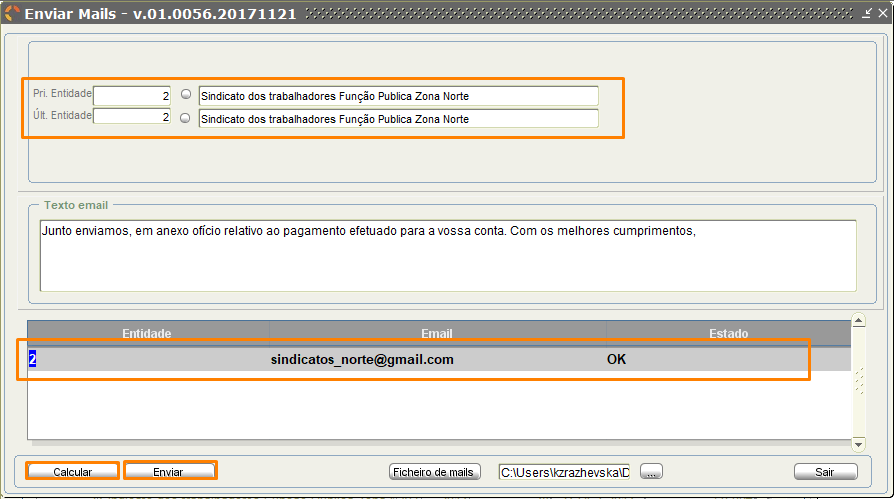 Enviar Mails - v.01.0056.20171121
Pri. Entidade 2 Sindicato dos trabalhadores Função Publica Zona Norte
Últ. Entidade 2 Sindicato dos trabalhadores Função Publica Zona Norte
Texto email
Junto enviamos, em anexo ofício relativo ao pagamento efetuado para a vossa conta. Com os melhores cumprimentos,
Entidade Email Estado
2 sindicatos_norte@gmail.com OK
Calcular Enviar Ficheiro de mails C:\Users\kzrazhevska\D ... Sair